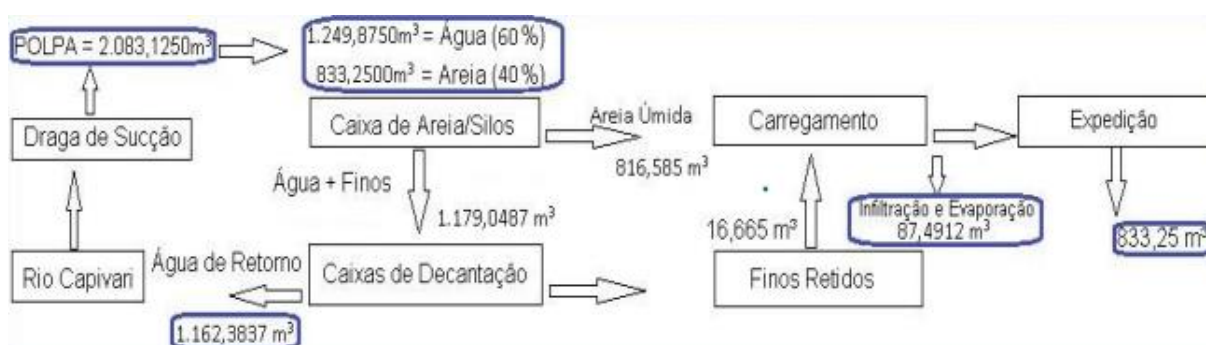 POLPA = 2.083,1250m³
1.249,8750m³ = Água (60%)
833,2500m³ = Areia (40%)
Draga de Sucção
Caixa de Areia/Silos
Areia Úmida
816,585 m³
Carregamento
Expedição
Água + Finos
1.179,0487 m³
16,665 m³
Infiltração e Evaporação
87,4912 m³
833,25 m³
Rio Capivari
Água de Retorno
1.162,3837 m³
Caixas de Decantação
Finos Retidos